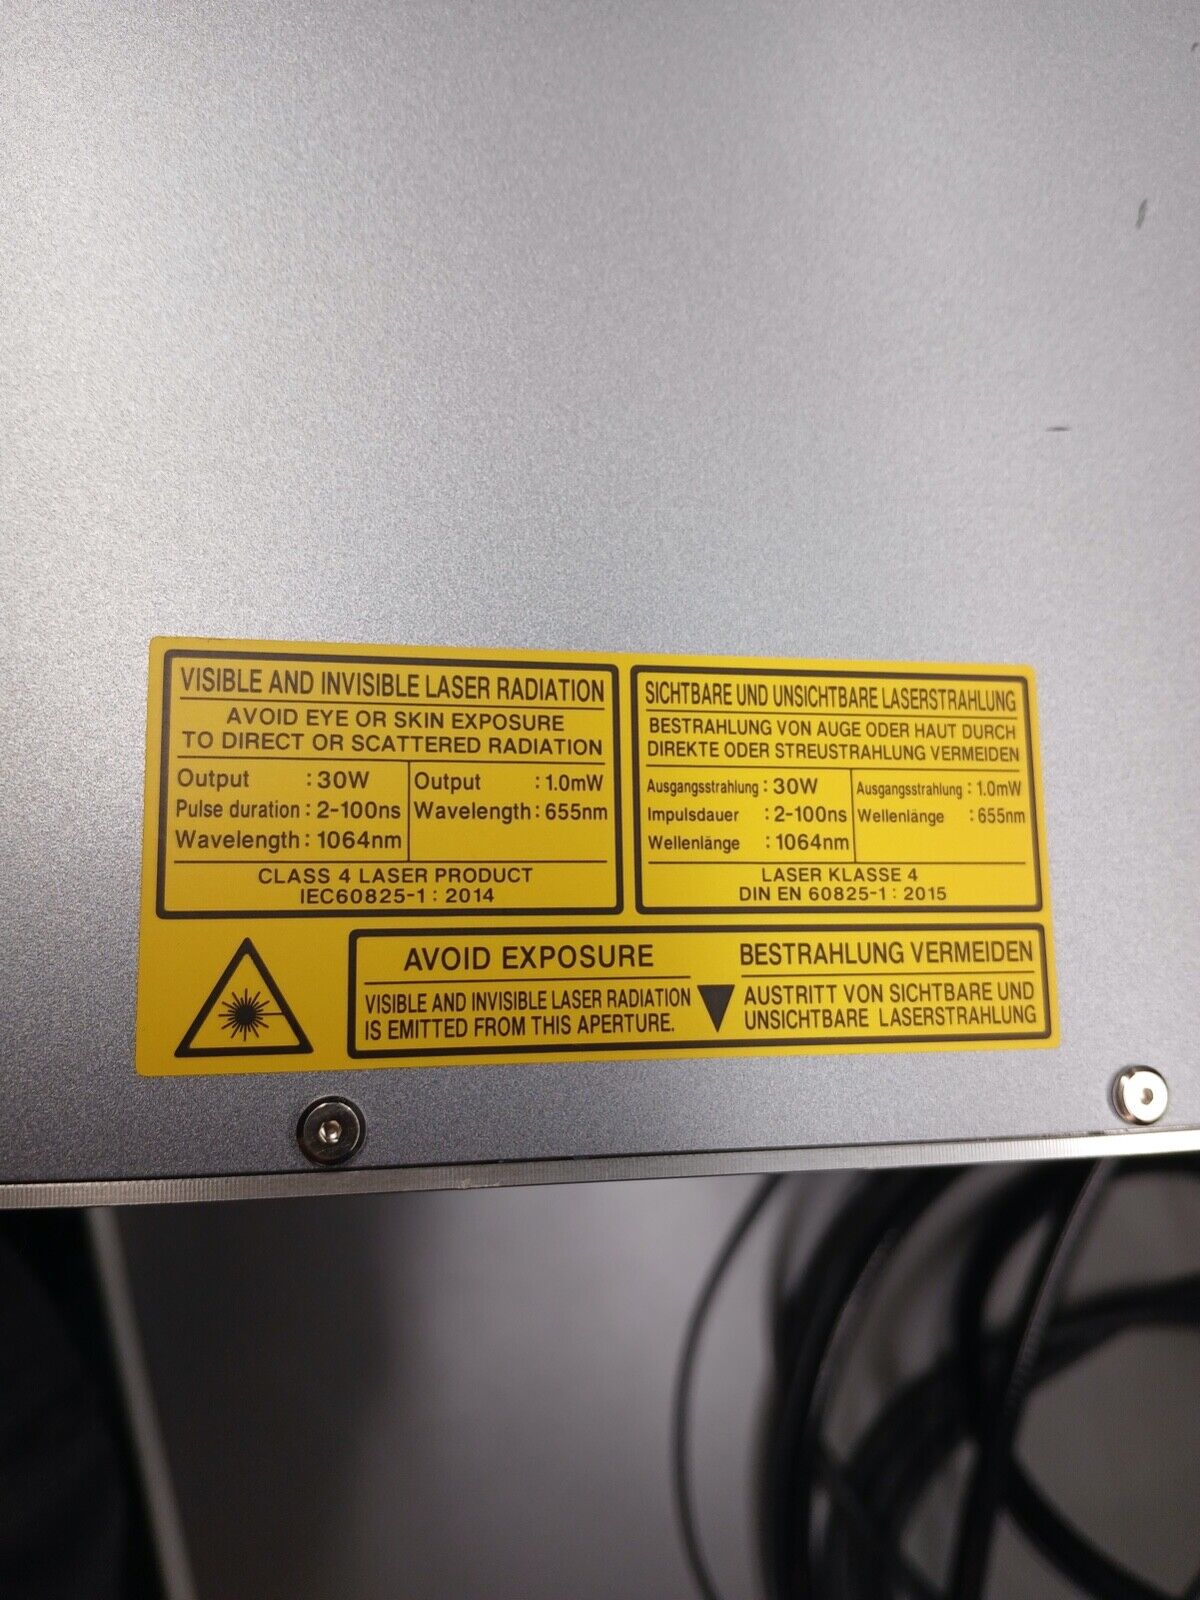 VISIBLE AND INVISIBLE LASER RADIATION
AVOID EYE OR SKIN EXPOSURE
TO DIRECT OR SCATTERED RADIATION
Output : 30W
Pulse duration : 2-100ns
Wavelength : 1064nm
Output : 1.0mW
Wavelength : 655nm
CLASS 4 LASER PRODUCT
IEC60825-1 : 2014
SICHTBARE UND UNSICHTBARE LASERSTRAHLUNG
BESTRAHLUNG VON AUGE ODER HAUT DURCH
DIREKTE ODER STREUSTRAHLUNG VERMEIDEN
Ausgangsstrahlung : 30W
Impulsdauer : 2-100ns
Wellenlänge : 1064nm
Ausgangsstrahlung : 1.0mW
Wellenlänge : 655nm
LASER KLASSE 4
DIN EN 60825-1 : 2015
AVOID EXPOSURE
VISIBLE AND INVISIBLE LASER RADIATION
IS EMITTED FROM THIS APERTURE.
BESTRAHLUNG VERMEIDEN
AUSTRITT VON SICHTBARE UND
UNSICHTBARE LASERSTRAHLUNG